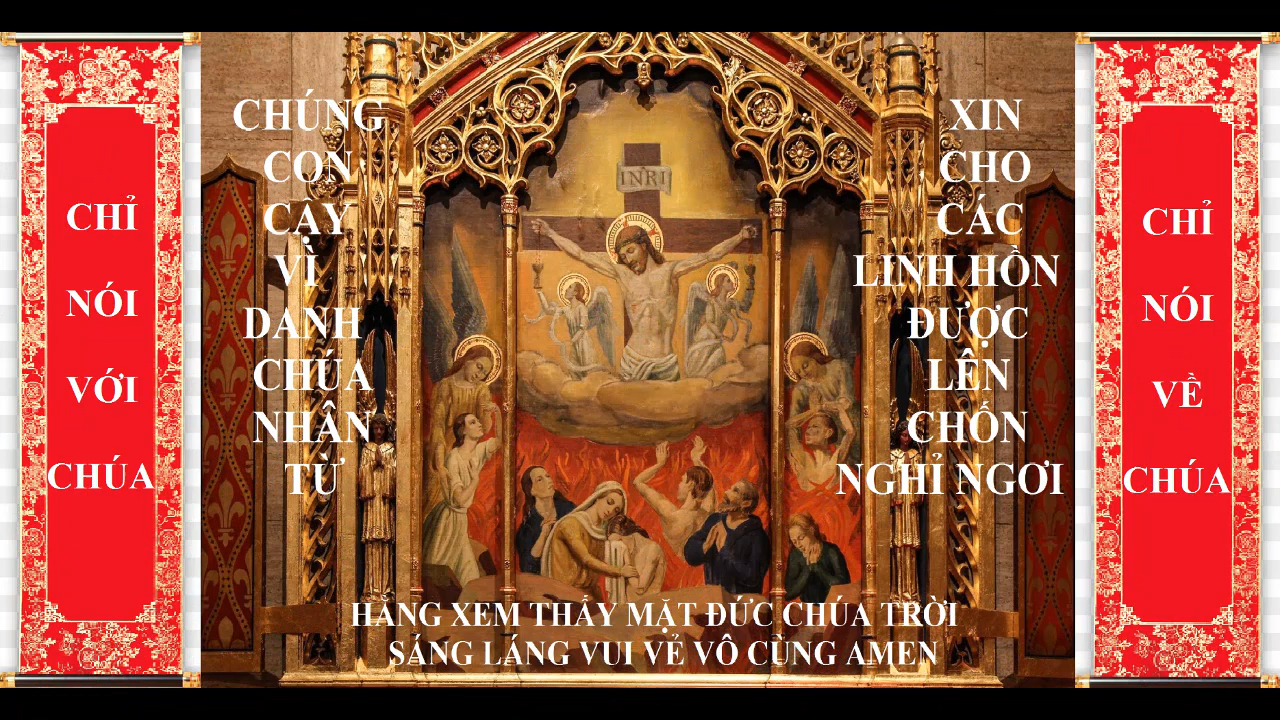 CHỈ
NÓI
VỚI
CHÚA
CHÚNG
CON
CẬY
VÌ
DANH
CHÚA
NHÂN
TỪ
INRI
XIN
CHO
CÁC
LINH HỒN
ĐƯỢC
LÊN
CHỐN
NGHỈ NGƠI
CHỈ
NÓI
VỀ
CHÚA
HẰNG XEM THẤY MẶT ĐỨC CHÚA TRỜI
SÁNG LÁNG VUI VẺ VÔ CÙNG AMEN